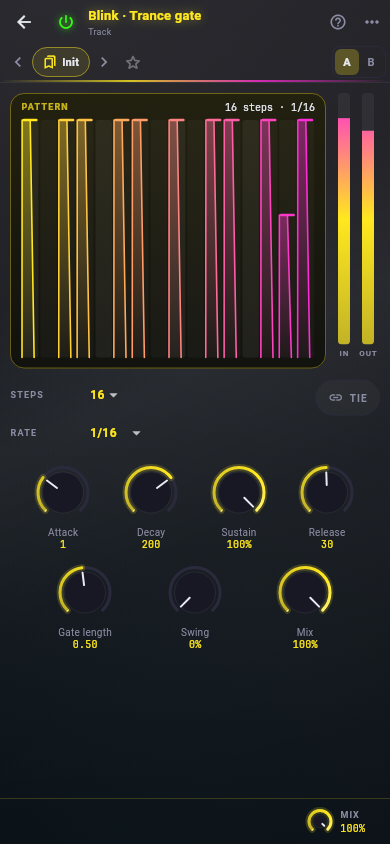 Blink · Trance gate
Track
Init
A
B
PATTERN
16 steps · 1/16
IN
OUT
STEPS
16
TIE
RATE
1/16
Attack
1
Decay
200
Sustain
100%
Release
30
Gate length
0.50
Swing
0%
Mix
100%
MIX
100%